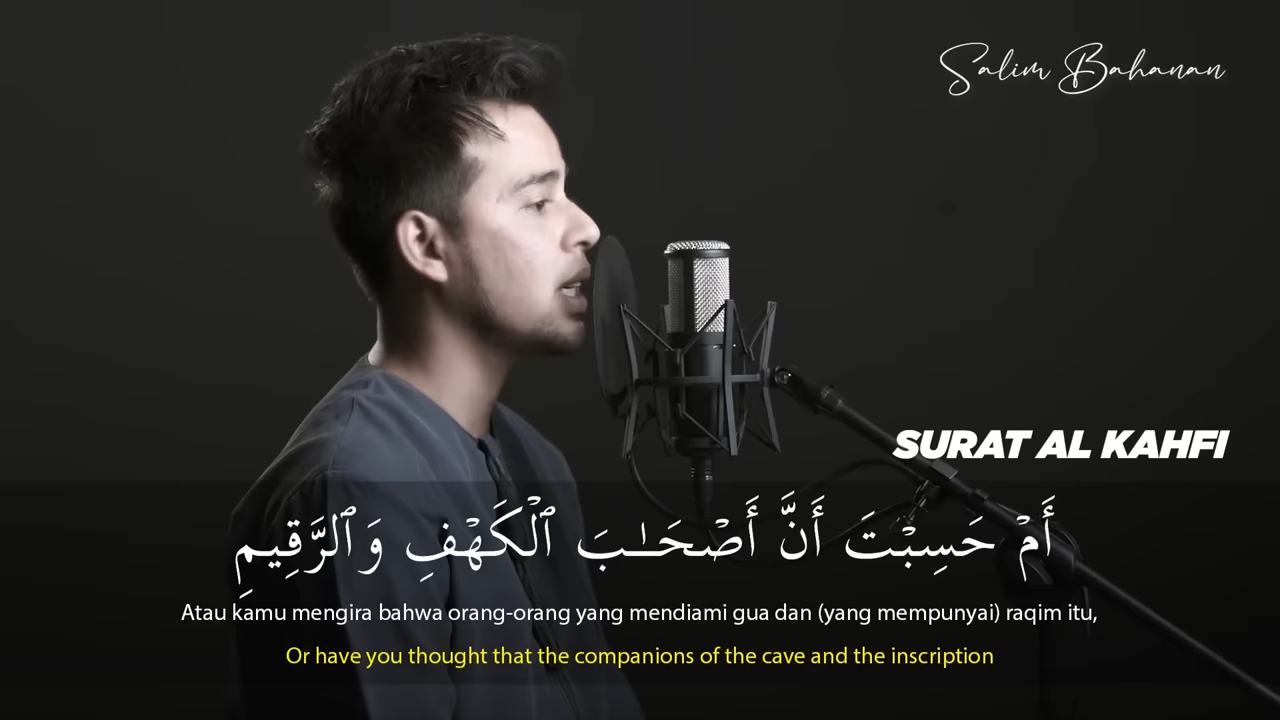 Salim Bahanan
SURAT AL KAHFI
أَمْ حَسِبْتَ أَنَّ أَصْحَـٰبَ ٱلْكَهْفِ وَٱلرَّقِيمِ
Atau kamu mengira bahwa orang-orang yang mendiami gua dan (yang mempunyai) raqim itu,
Or have you thought that the companions of the cave and the inscription